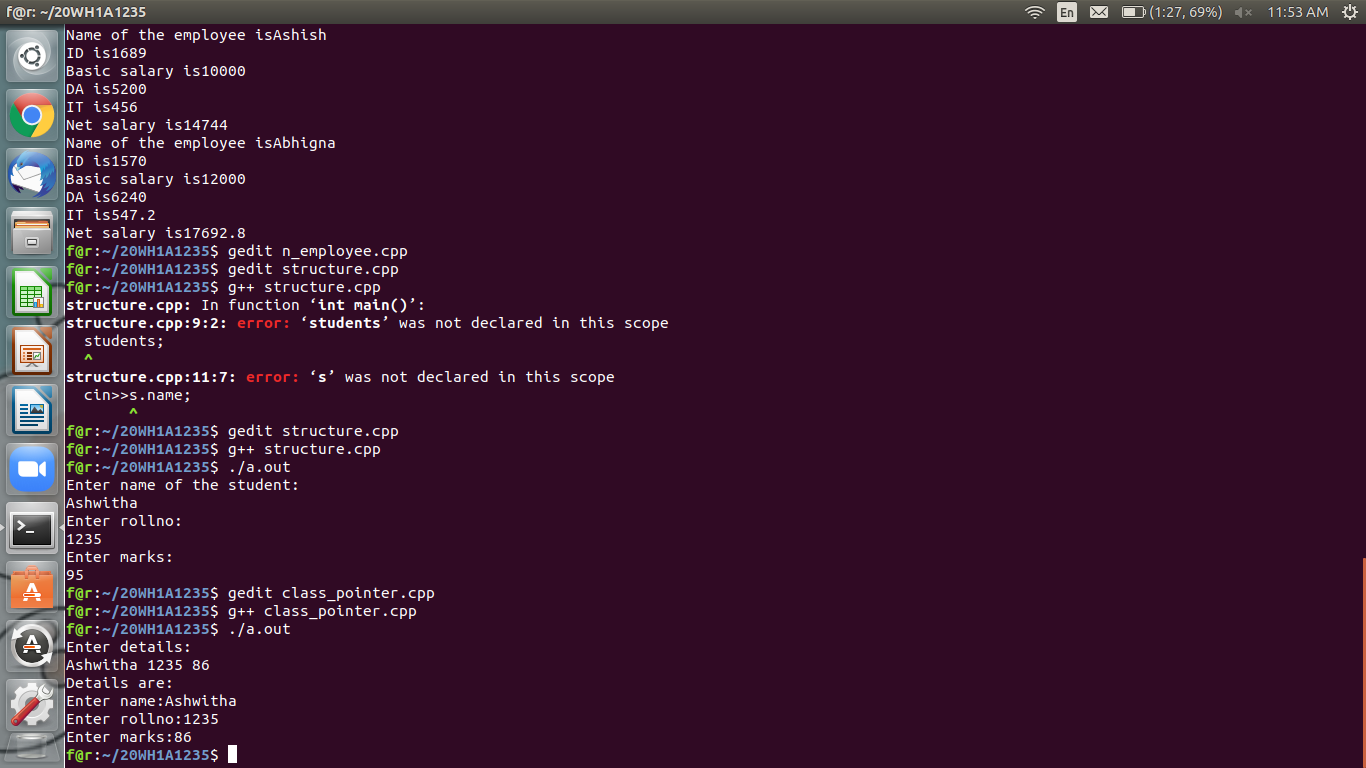 f@r: ~/20WH1A1235
En
(1:27, 69%)
11:53 AM
Name of the employee isAshish
ID is1689
Basic salary is10000
DA is5200
IT is456
Net salary is14744
Name of the employee isAbhigna
ID is1570
Basic salary is12000
DA is6240
IT is547.2
Net salary is17692.8
f@r:~/20WH1A1235$ gedit n_employee.cpp
f@r:~/20WH1A1235$ gedit structure.cpp
f@r:~/20WH1A1235$ g++ structure.cpp
structure.cpp: In function ‘int main()’:
structure.cpp:9:2: error: ‘students’ was not declared in this scope
  students;
  ^
structure.cpp:11:7: error: ‘s’ was not declared in this scope
  cin>>s.name;
       ^
f@r:~/20WH1A1235$ gedit structure.cpp
f@r:~/20WH1A1235$ g++ structure.cpp
f@r:~/20WH1A1235$ ./a.out
Enter name of the student:
Ashwitha
Enter rollno:
1235
Enter marks:
95
f@r:~/20WH1A1235$ gedit class_pointer.cpp
f@r:~/20WH1A1235$ g++ class_pointer.cpp
f@r:~/20WH1A1235$ ./a.out
Enter details:
Ashwitha 1235 86
Details are:
Enter name:Ashwitha
Enter rollno:1235
Enter marks:86
f@r:~/20WH1A1235$